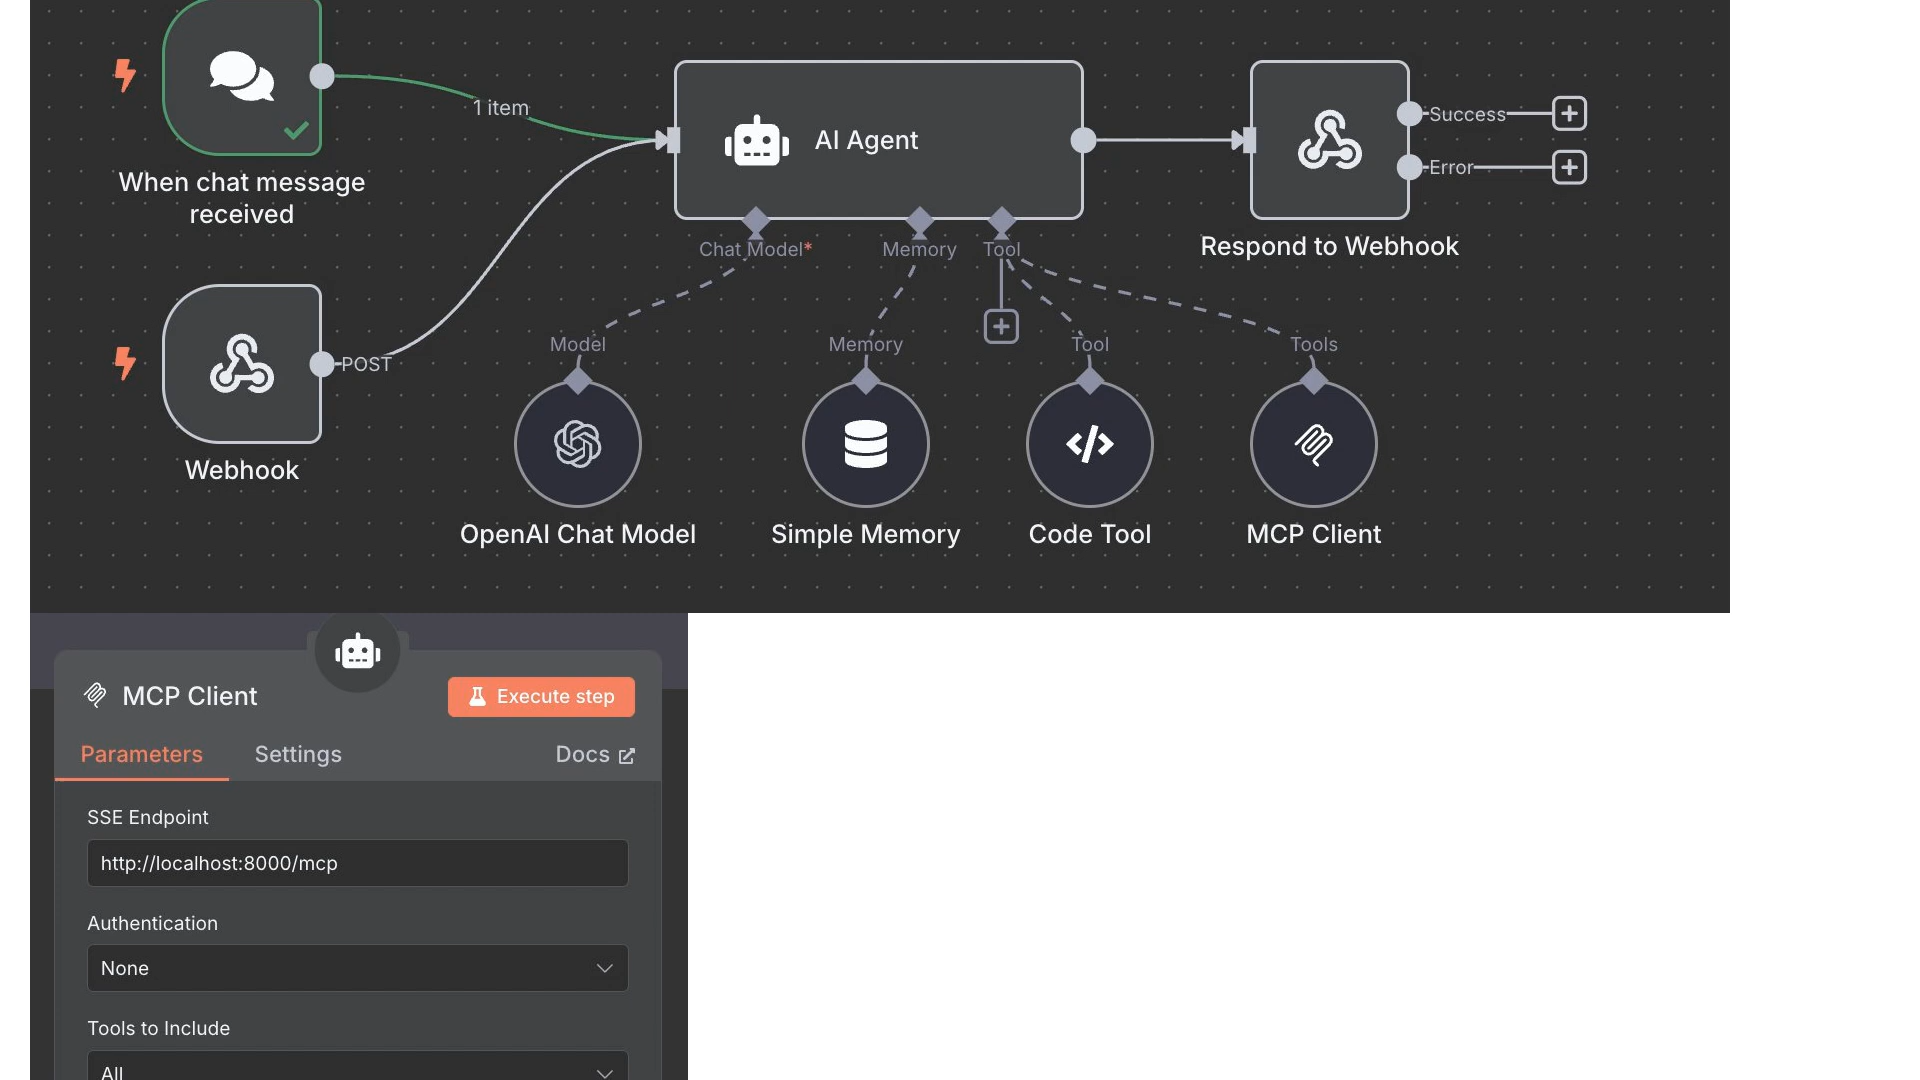 1 item
AI Agent
Success
Error
When chat message
received
Chat Model*
Memory
Tool
Respond to Webhook
POST
Webhook
Model
Memory
Tool
Tools
OpenAI Chat Model
Simple Memory
Code Tool
MCP Client
MCP Client
Execute step
Parameters
Settings
Docs
SSE Endpoint
http://localhost:8000/mcp
Authentication
None
Tools to Include
All